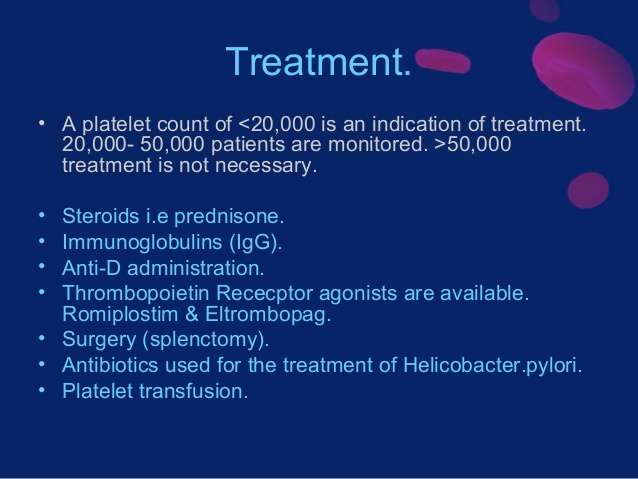 Treatment.
• A platelet count of <20,000 is an indication of treatment.
20,000- 50,000 patients are monitored. >50,000
treatment is not necessary.
• Steroids i.e prednisone.
• Immunoglobulins (IgG).
• Anti-D administration.
• Thrombopoietin Rececptor agonists are available.
Romiplostim & Eltrombopag.
• Surgery (splenctomy).
• Antibiotics used for the treatment of Helicobacter.pylori.
• Platelet transfusion.